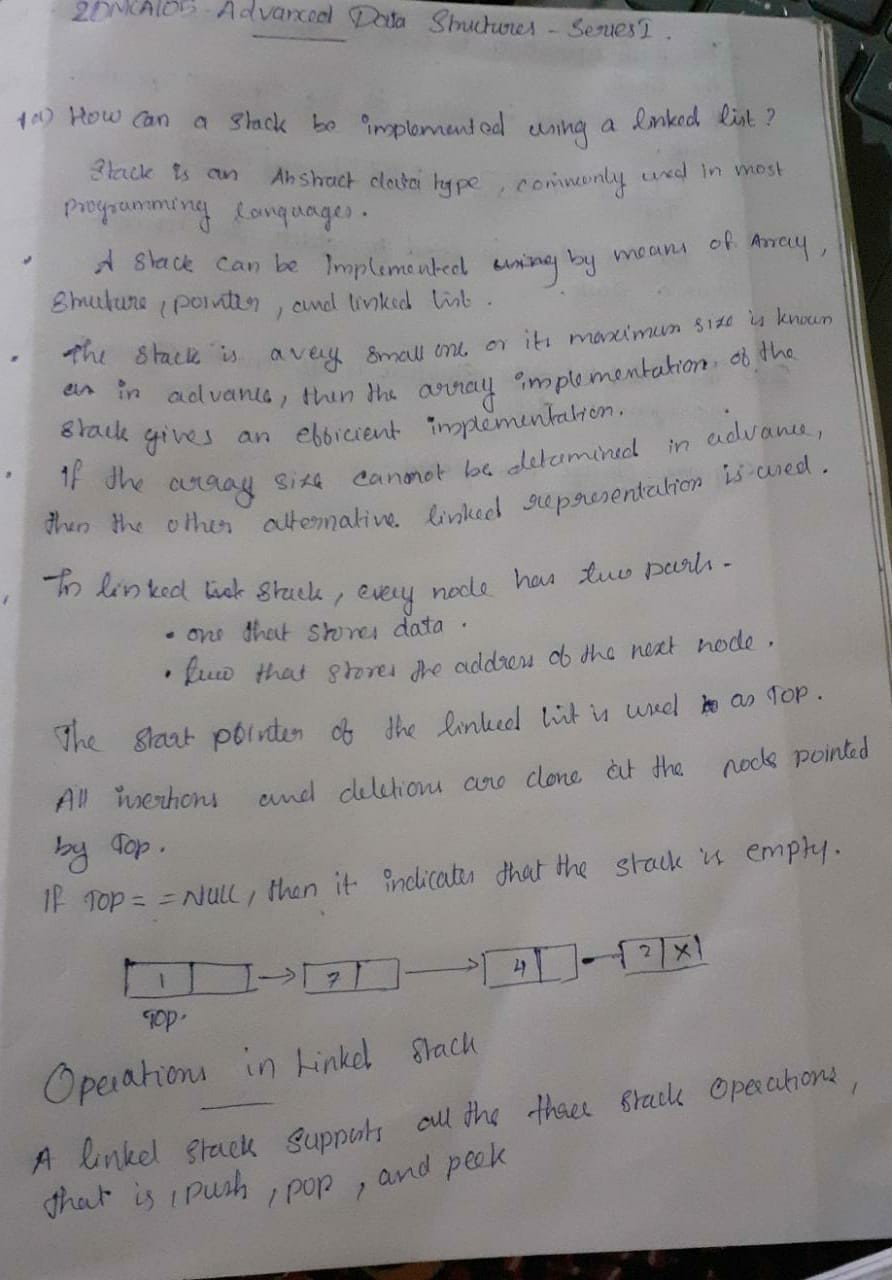 20MCA105 - Advanced Data Structures - Series I.
1a) How can a stack be implemented using a linked list?
Stack is an Abstract data type, commonly used in most
programming languages.
• A stack can be Implemented by means of Array,
Structure, pointer, and linked list.
• The stack is a very small one or its maximum size is known
in advance, then the array implementation of the
stack gives an efficient implementation.
• If the array size cannot be determined in advance,
then the other alternative linked representation is used.
In linked stack, every node has two parts -
• one that stores data.
• two that stores the address of the next node.
The start pointer of the linked list is used as TOP.
All insertions and deletions are done at the node pointed
by Top.
If TOP == NULL, then it indicates that the stack is empty.
1 7 4 2 X
TOP.
Operations in Linked Stack
A linked stack supports all the three stack operations,
that is, push, pop, and peek